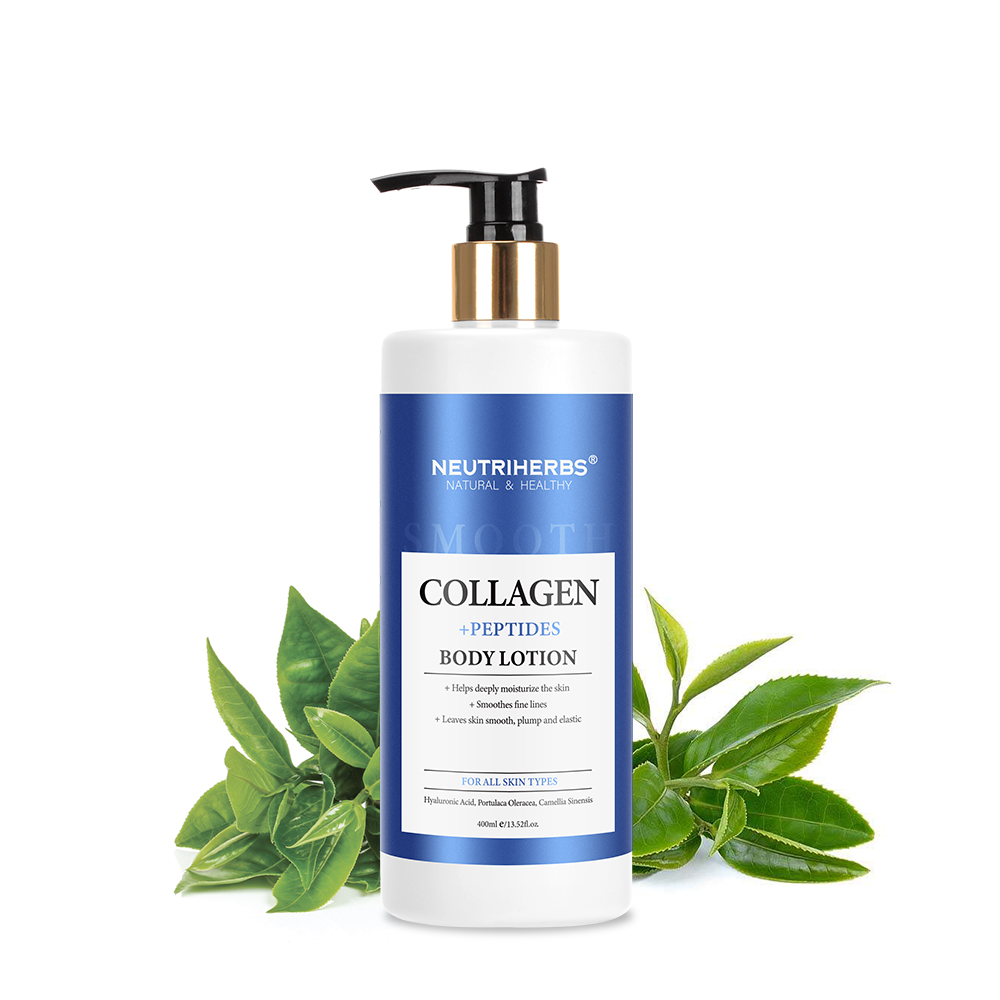 NEUTRIHERBS®
NATURAL & HEALTHY
SMOOTH
COLLAGEN
+PEPTIDES
BODY LOTION
+ Helps deeply moisturize the skin
+ Smoothes fine lines
+ Leaves skin smooth, plump and elastic
FOR ALL SKIN TYPES
Hyaluronic Acid, Portulaca Oleracea, Camellia Sinensis
400ml e/13.52fl.oz.